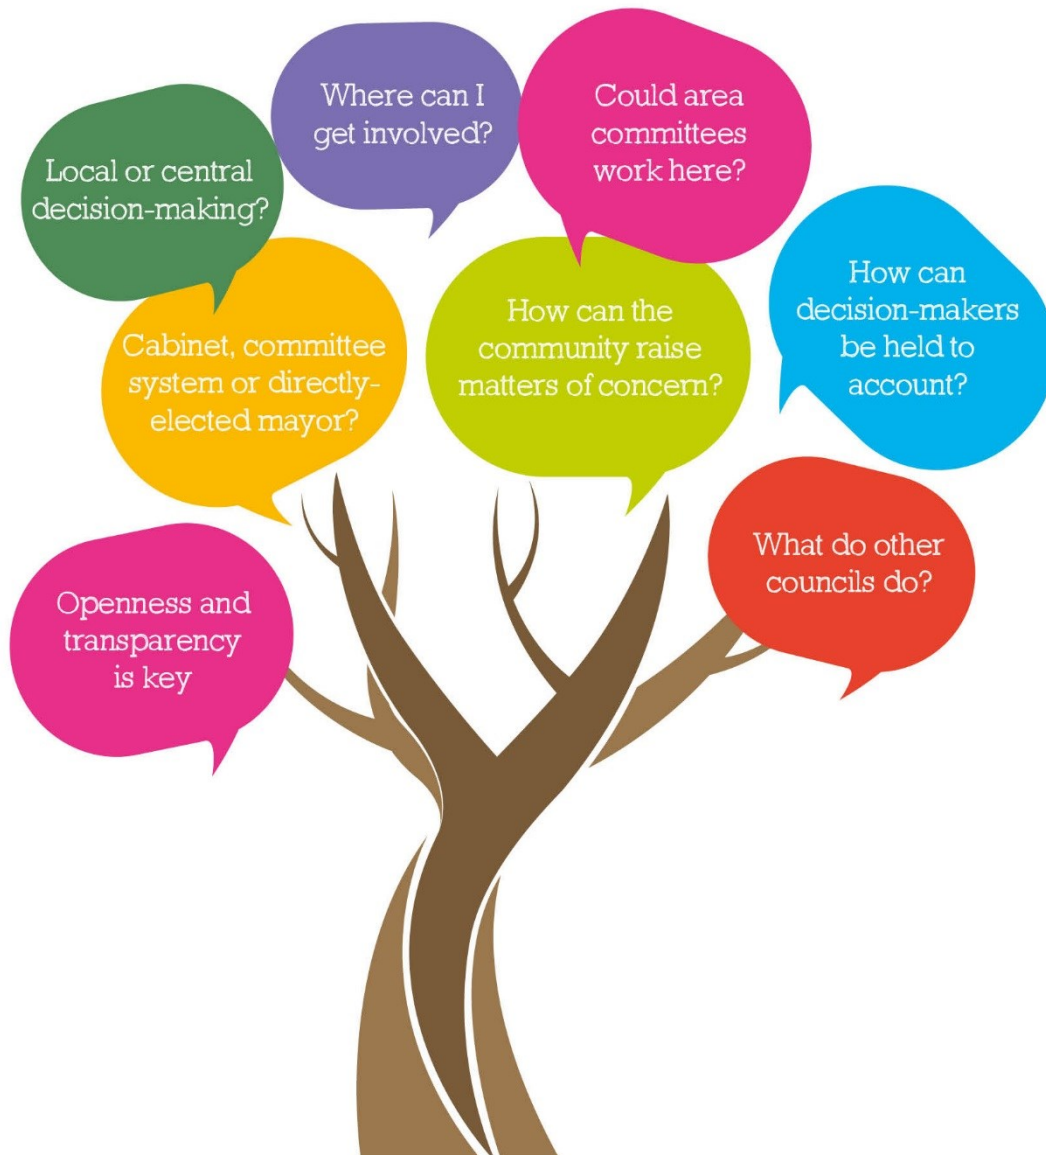 Where can I
get involved?
Could area
committees
work here?
Local or central
decision-making?
How can
decision-makers
be held to
account?
Cabinet, committee
system or directly-
elected mayor?
How can the
community raise
matters of concern?
What do other
councils do?
Openness and
transparency
is key